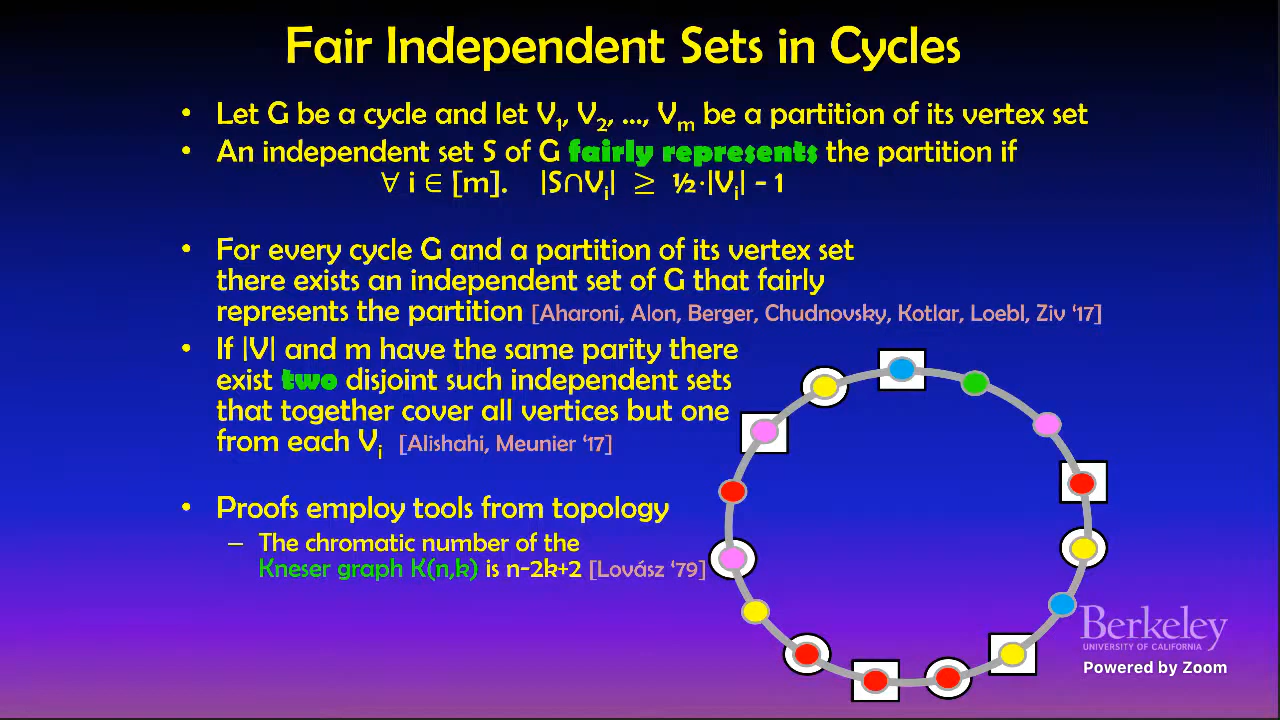 Fair Independent Sets in Cycles
• Let G be a cycle and let V₁, V₂, ..., Vₘ be a partition of its vertex set
• An independent set S of G fairly represents the partition if
∀ i ∈ [m]. |S∩Vᵢ| ≥ ½·|Vᵢ| - 1
• For every cycle G and a partition of its vertex set
there exists an independent set of G that fairly
represents the partition [Aharoni, Alon, Berger, Chudnovsky, Kotlar, Loebl, Ziv ‘17]
• If |V| and m have the same parity there
exist two disjoint such independent sets
that together cover all vertices but one
from each Vᵢ [Alishahi, Meunier ‘17]
• Proofs employ tools from topology
– The chromatic number of the
Kneser graph K(n,k) is n-2k+2 [Lovász ‘79]
Berkeley
UNIVERSITY OF CALIFORNIA
Powered by Zoom